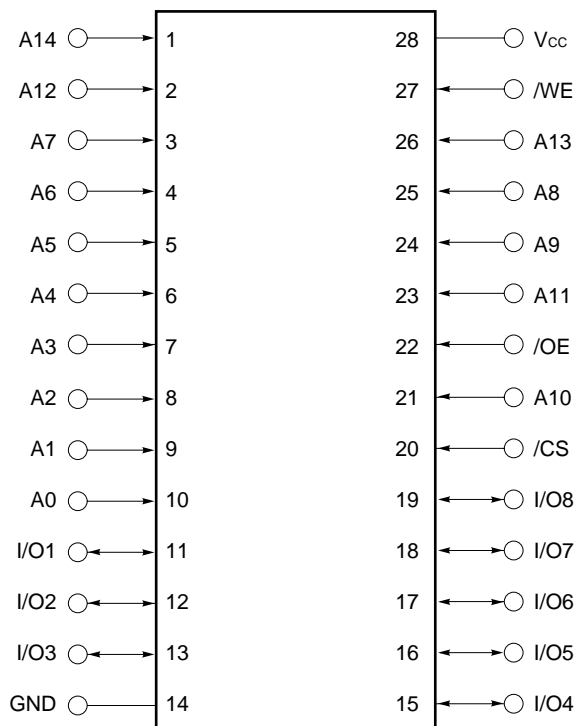 A14 1 28 Vcc
A12 2 27 /WE
A7 3 26 A13
A6 4 25 A8
A5 5 24 A9
A4 6 23 A11
A3 7 22 /OE
A2 8 21 A10
A1 9 20 /CS
A0 10 19 I/O8
I/O1 11 18 I/O7
I/O2 12 17 I/O6
I/O3 13 16 I/O5
GND 14 15 I/O4